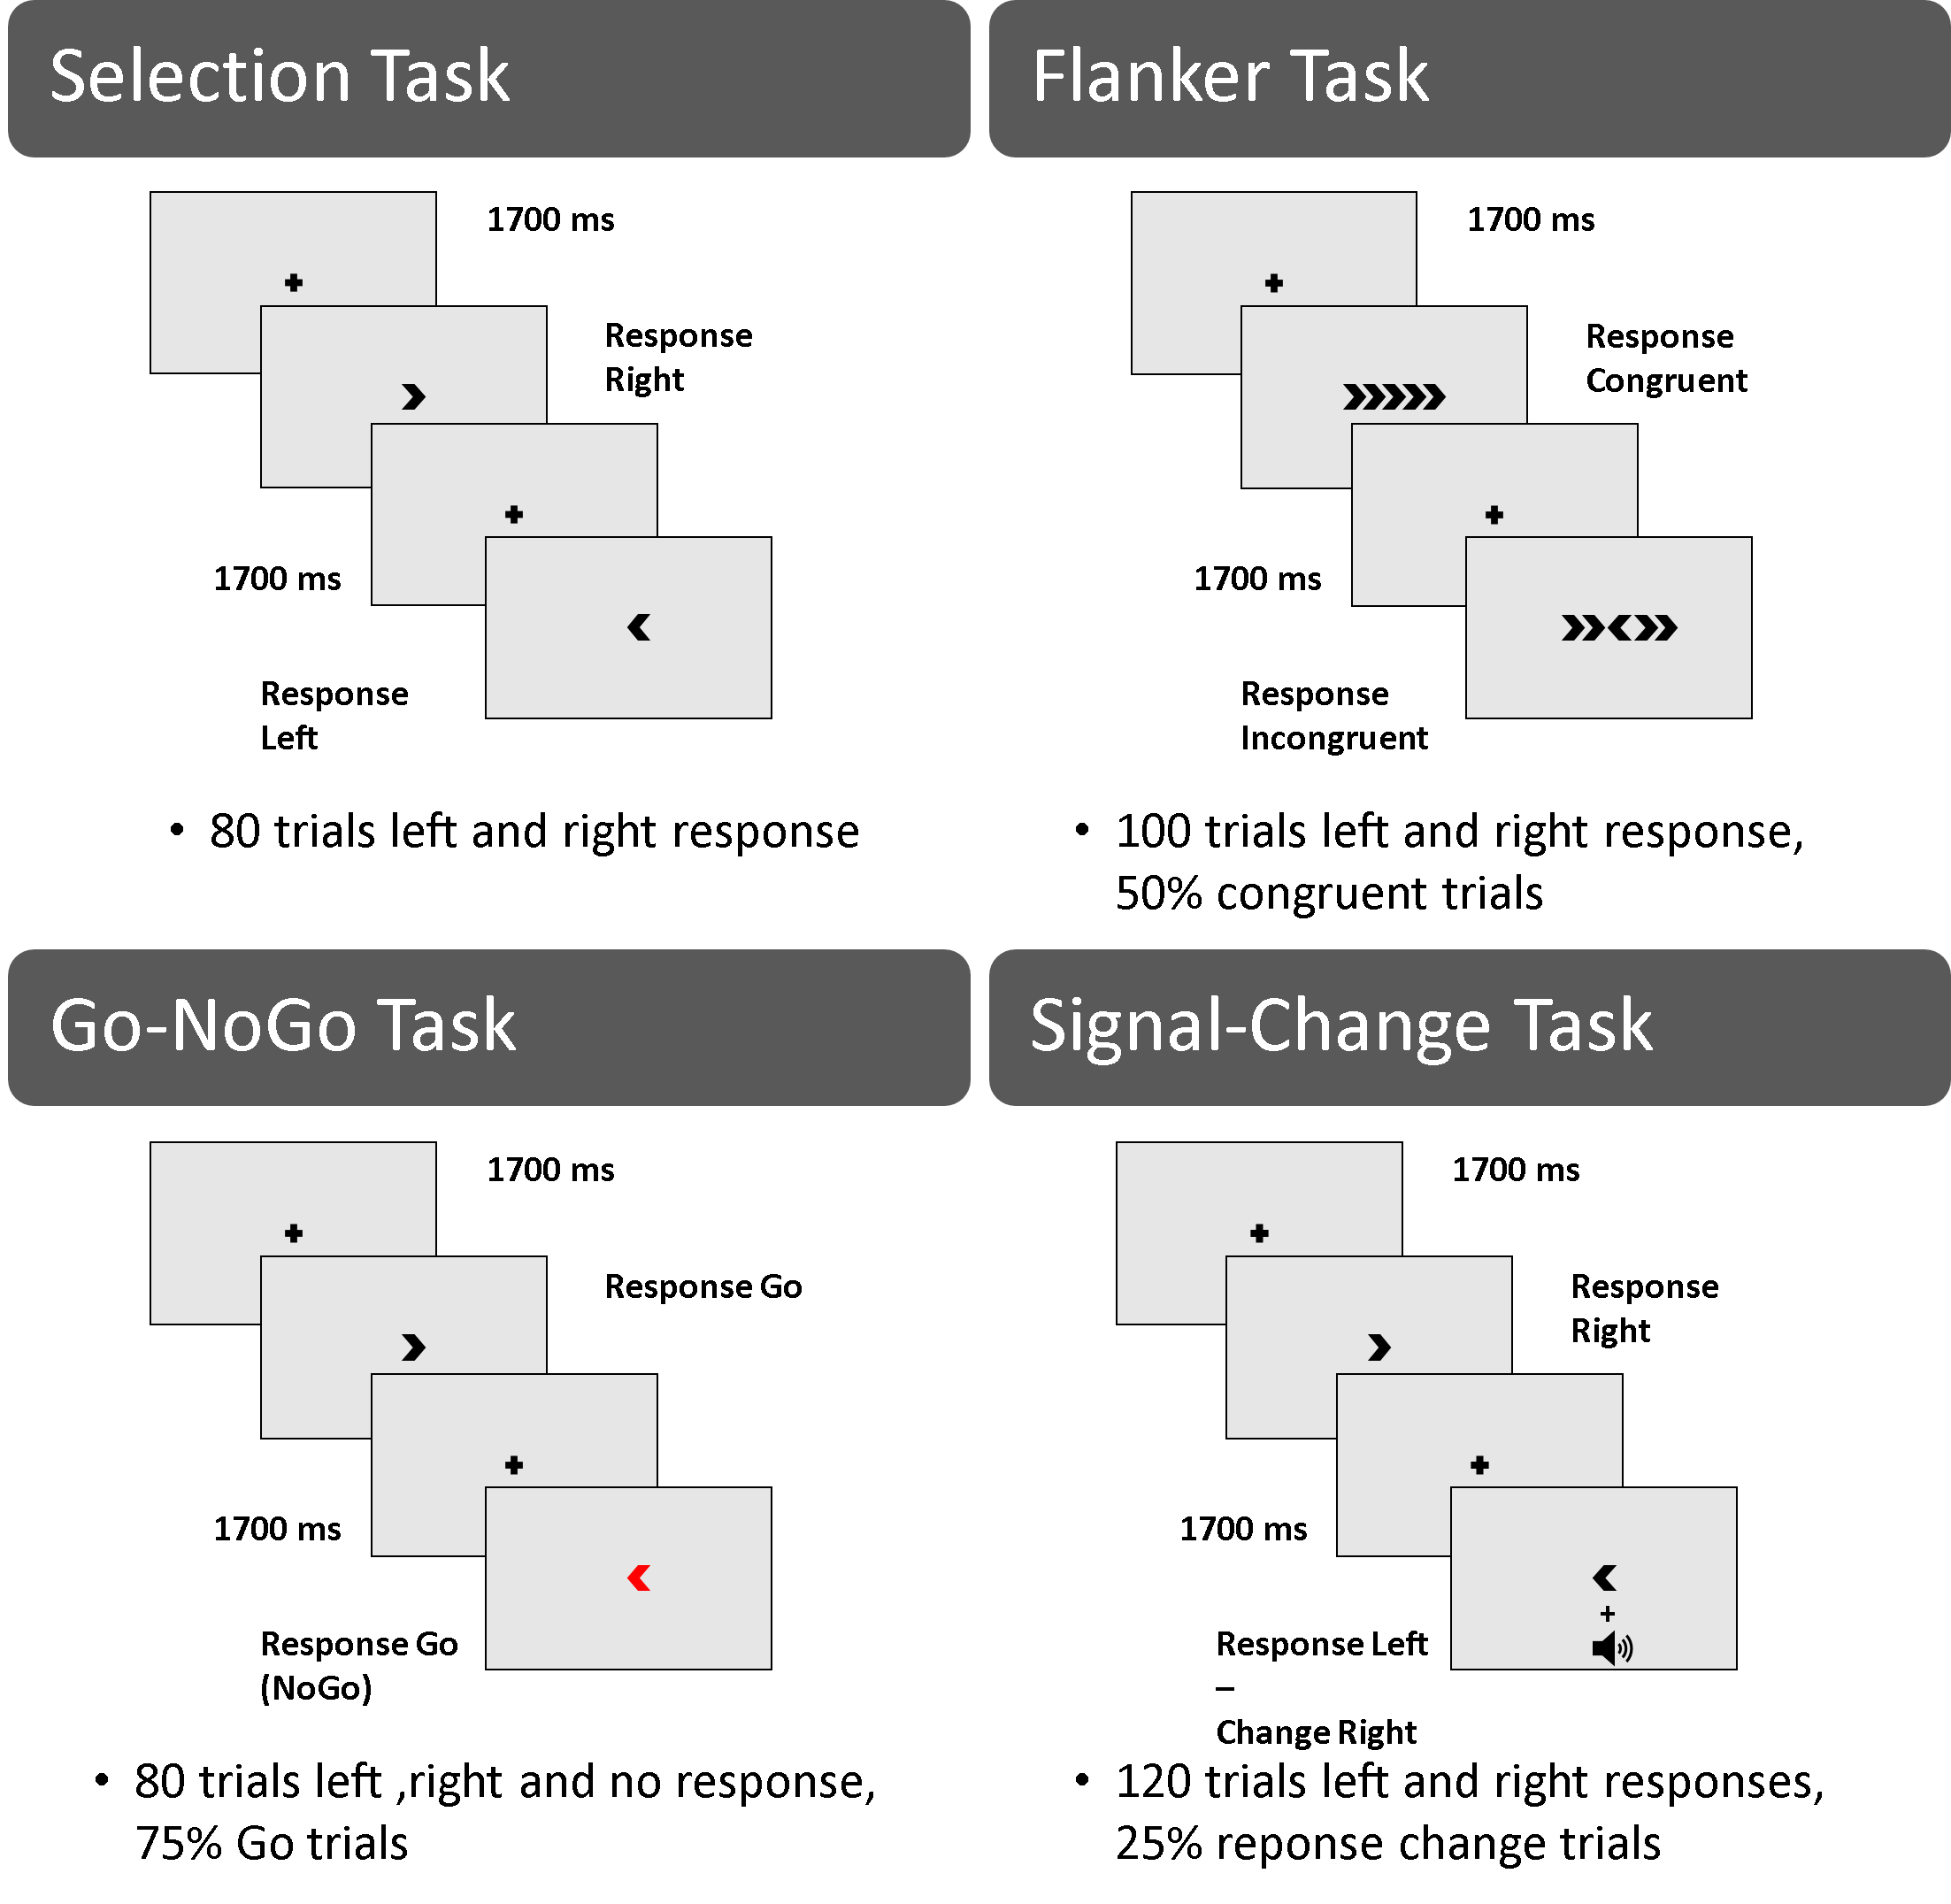 Selection Task
1700 ms
Response
Right
1700 ms
Response
Left
• 80 trials left and right response
Flanker Task
1700 ms
Response
Congruent
1700 ms
Response
Incongruent
• 100 trials left and right response,
50% congruent trials
Go-NoGo Task
1700 ms
Response Go
1700 ms
Response Go
(NoGo)
• 80 trials left ,right and no response,
75% Go trials
Signal-Change Task
1700 ms
Response
Right
1700 ms
+
Response Left
–
Change Right
• 120 trials left and right responses,
25% reponse change trials